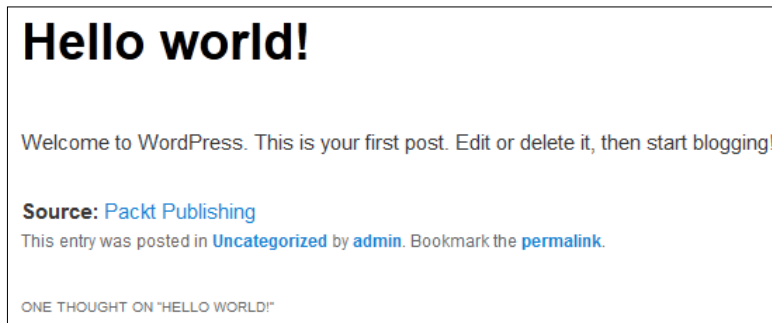 Hello world!
Welcome to WordPress. This is your first post. Edit or delete it, then start blogging!
Source: Packt Publishing
This entry was posted in Uncategorized by admin. Bookmark the permalink.
ONE THOUGHT ON "HELLO WORLD!"